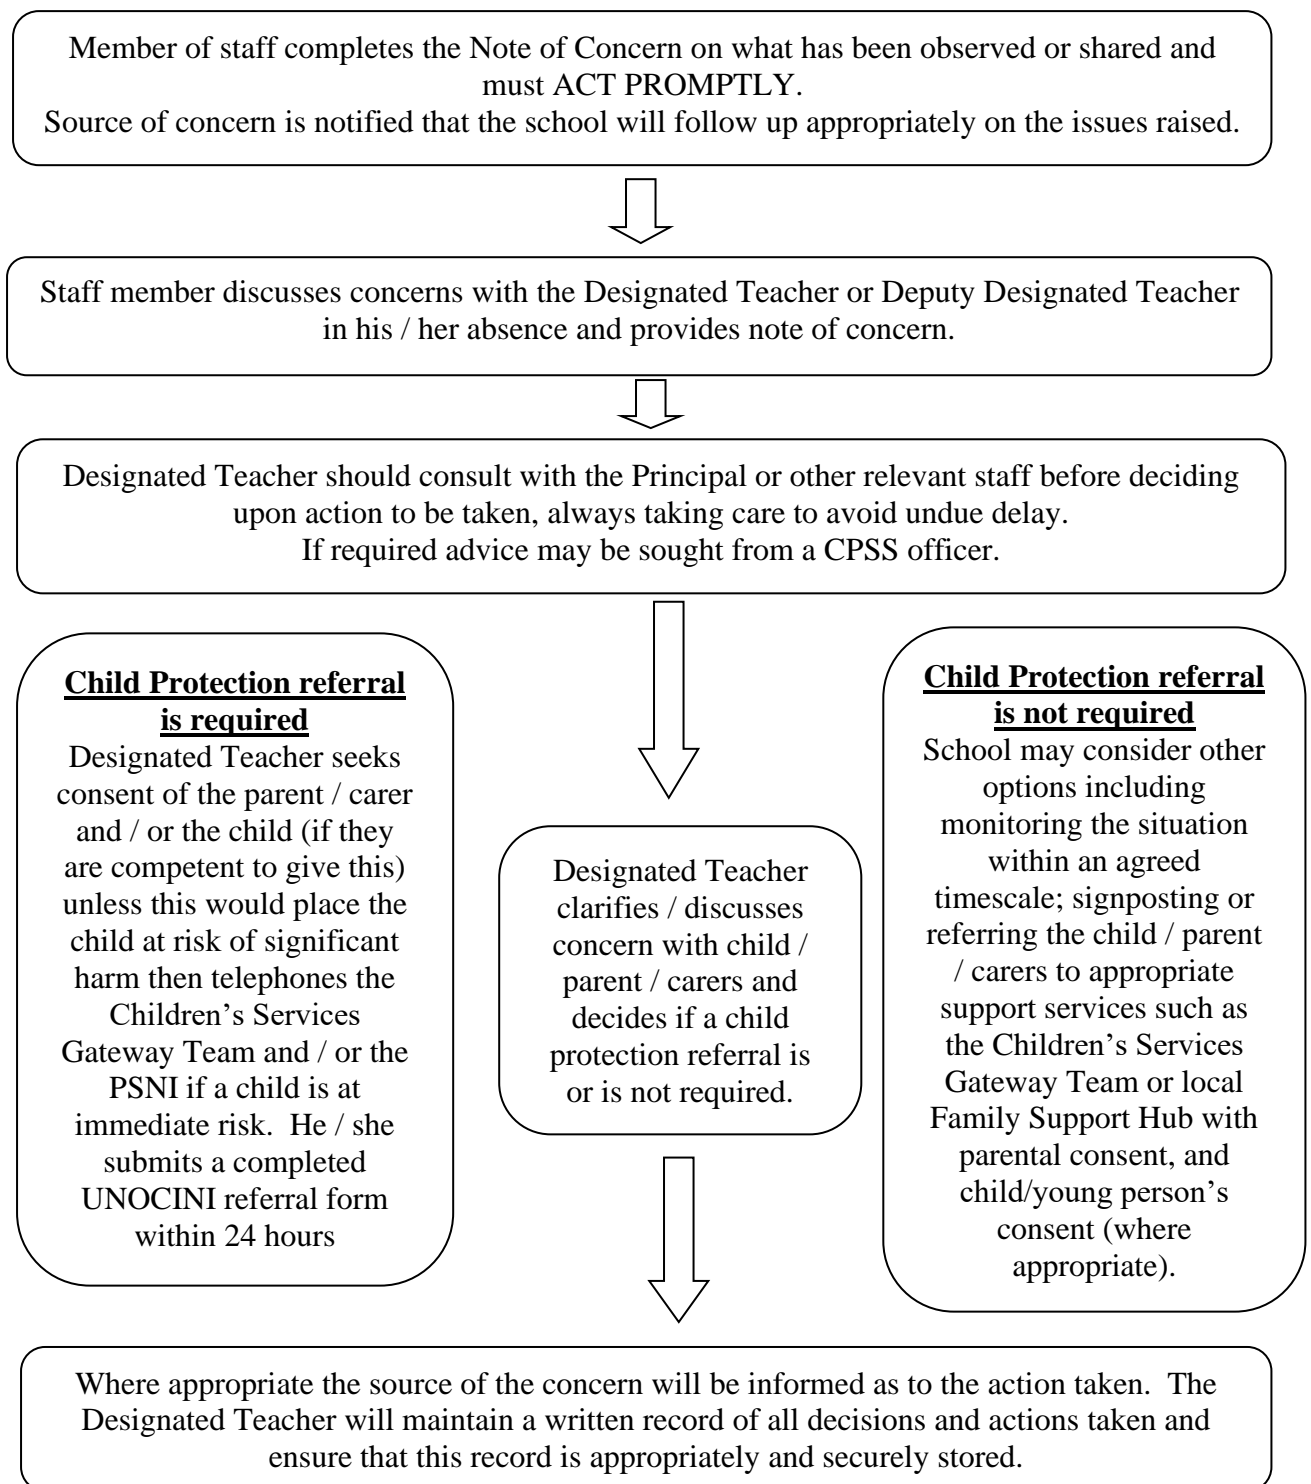 Member of staff completes the Note of Concern on what has been observed or shared and
must ACT PROMPTLY.
Source of concern is notified that the school will follow up appropriately on the issues raised.
Staff member discusses concerns with the Designated Teacher or Deputy Designated Teacher
in his / her absence and provides note of concern.
Designated Teacher should consult with the Principal or other relevant staff before deciding
upon action to be taken, always taking care to avoid undue delay.
If required advice may be sought from a CPSS officer.
Child Protection referral
is required
Designated Teacher seeks
consent of the parent / carer
and / or the child (if they
are competent to give this)
unless this would place the
child at risk of significant
harm then telephones the
Children’s Services
Gateway Team and / or the
PSNI if a child is at
immediate risk.  He / she
submits a completed
UNOCINI referral form
within 24 hours
Designated Teacher
clarifies / discusses
concern with child /
parent / carers and
decides if a child
protection referral is
or is not required.
Child Protection referral
is not required
School may consider other
options including
monitoring the situation
within an agreed
timescale; signposting or
referring the child / parent
/ carers to appropriate
support services such as
the Children’s Services
Gateway Team or local
Family Support Hub with
parental consent, and
child/young person’s
consent (where
appropriate).
Where appropriate the source of the concern will be informed as to the action taken.  The
Designated Teacher will maintain a written record of all decisions and actions taken and
ensure that this record is appropriately and securely stored.